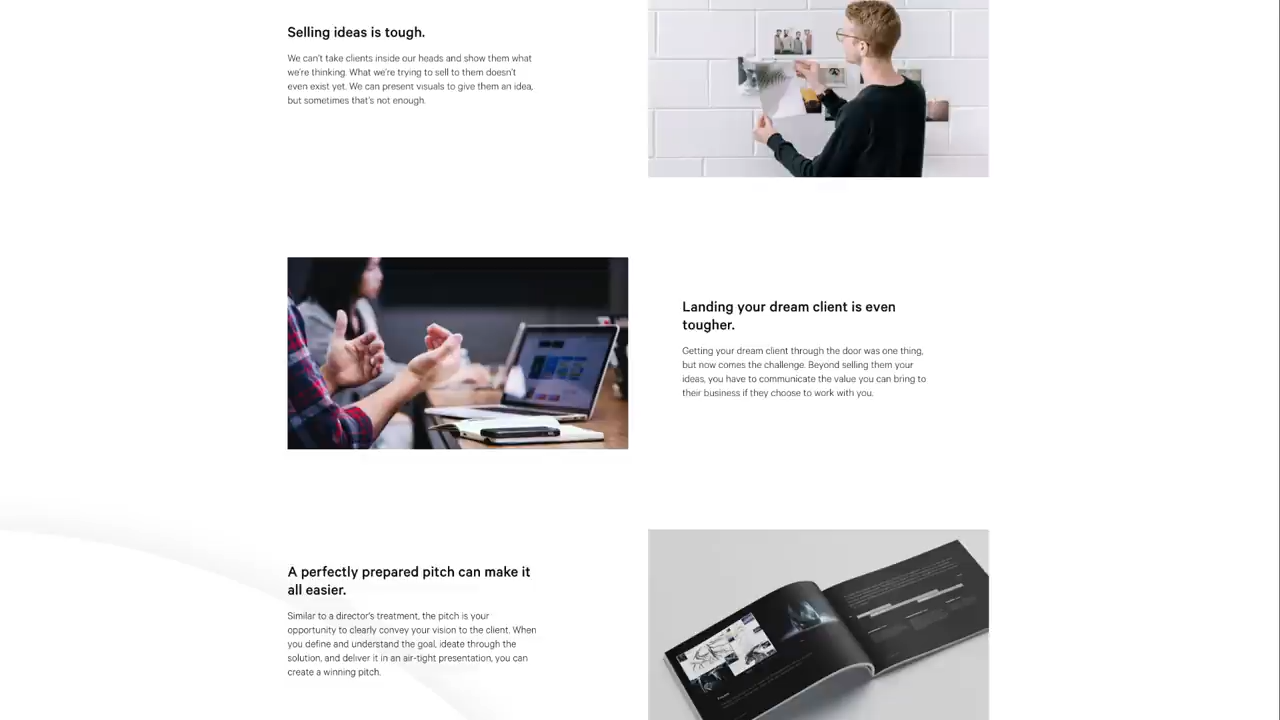 Selling ideas is tough.
We can't take clients inside our heads and show them what
we're thinking. What we're trying to sell to them doesn't
even exist yet. We can present visuals to give them an idea,
but sometimes that's not enough.
Landing your dream client is even
tougher.
Getting your dream client through the door was one thing,
but now comes the challenge. Beyond selling them your
ideas, you have to communicate the value you can bring to
their business if they choose to work with you.
A perfectly prepared pitch can make it
all easier.
Similar to a director's treatment, the pitch is your
opportunity to clearly convey your vision to the client. When
you define and understand the goal, ideate through the
solution, and deliver it in an air-tight presentation, you can
create a winning pitch.